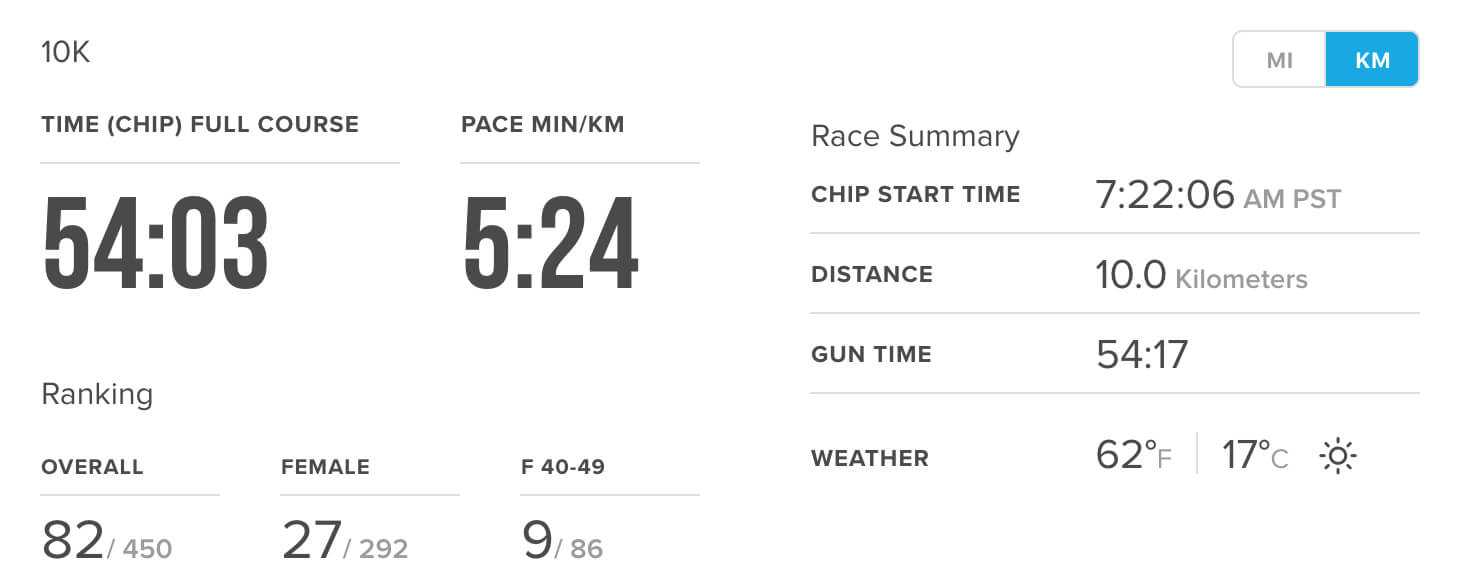 10K
MI KM
TIME (CHIP) FULL COURSE
PACE MIN/KM
54:03
5:24
Ranking
OVERALL
FEMALE
F 40-49
82/ 450
27/ 292
9/ 86
Race Summary
CHIP START TIME 7:22:06 AM PST
DISTANCE 10.0 Kilometers
GUN TIME 54:17
WEATHER 62°F 17°C